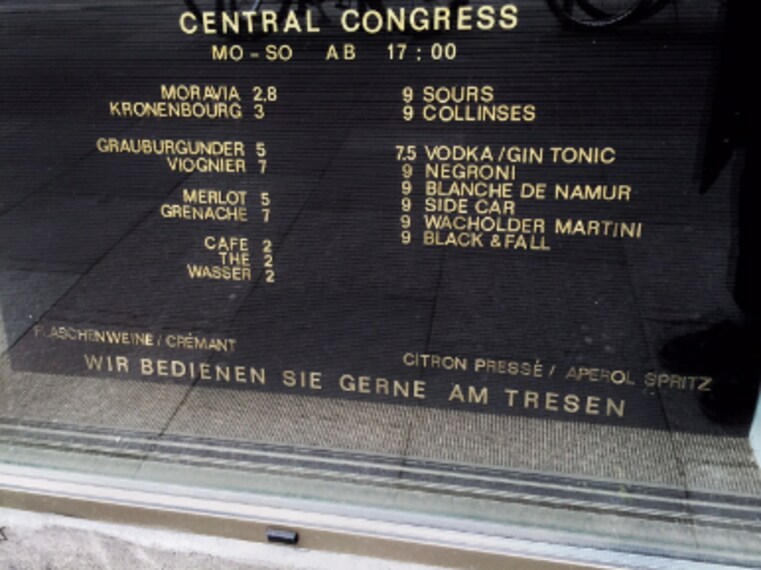 CENTRAL CONGRESS
MO-SO AB 17:00
MORAVIA 2,8
KRONENBOURG 3
GRAUBURGUNDER 5
VIOGNIER 7
MERLOT 5
GRENACHE 7
CAFE 2
THE 2
WASSER 2
9 SOURS
9 COLLINSES
7.5 VODKA/GIN TONIC
9 NEGRONI
9 BLANCHE DE NAMUR
9 SIDE CAR
9 WACHOLDER MARTINI
9 BLACK & FALL
FLASCHENWEINE/CRÉMANT
CITRON PRESSÉ/ APEROL SPRITZ
WIR BEDIENEN SIE GERNE AM TRESEN